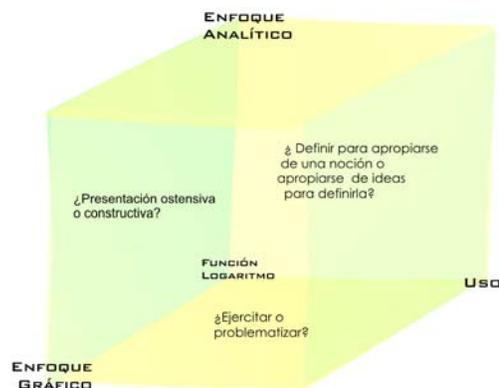 ENFOQUE
ANALÍTICO
¿ Definir para apropiarse
de una noción o
apropiarse de ideas
para definirla?
¿Presentación ostensiva
o constructiva?
FUNCIÓN
LOGARITMO
USO
¿Ejercitar o
problematizar?
ENFOQUE
GRÁFICO